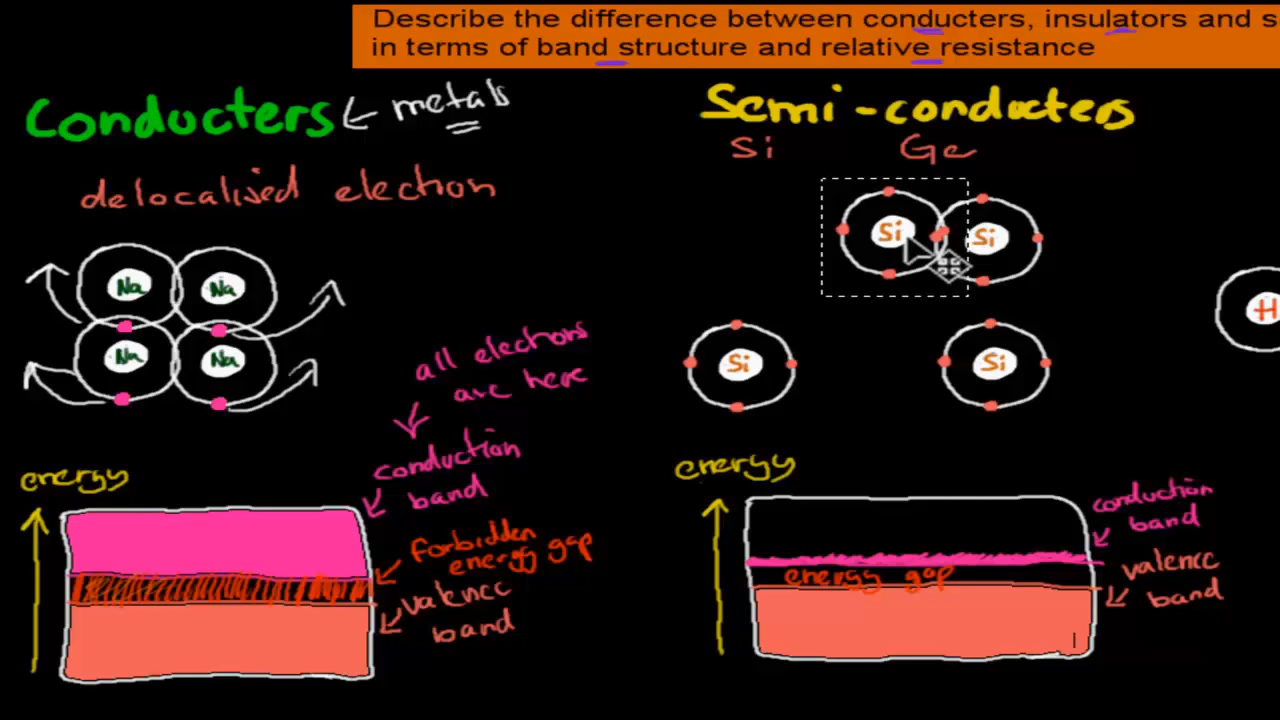 Describe the difference between conducters, insulators and s
in terms of band structure and relative resistance
Conducters ← metals
delocalised electron
Na Na
Na Na
all electrons
are here
energy
conduction
band
forbidden
energy gap
valence
band
Semi-conducters
Si Ge
Si Si
Si Si
H
energy
conduction
band
energy gap
valence
band